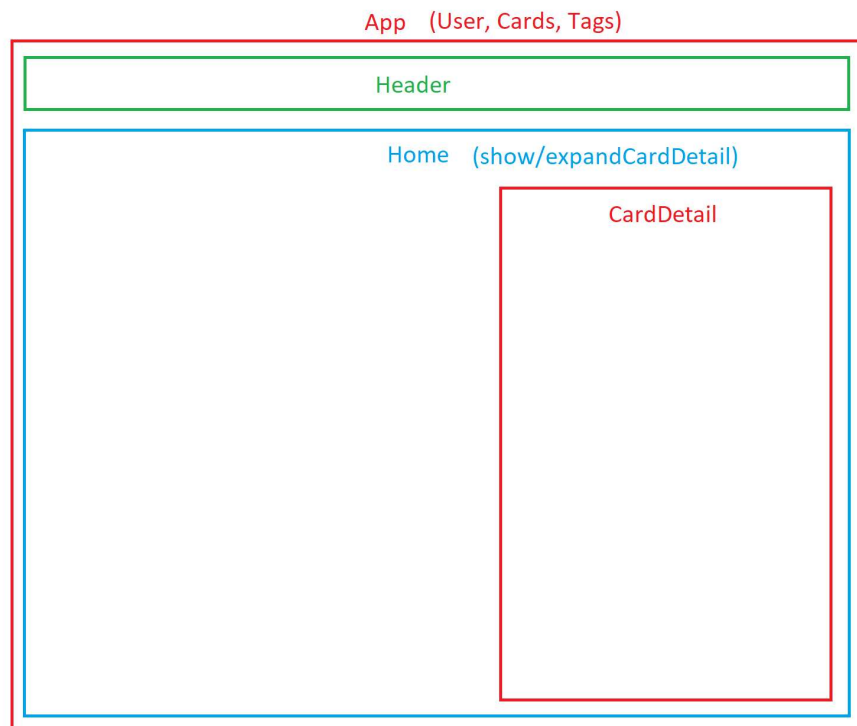 App (User, Cards, Tags)
Header
Home (show/expandCardDetail)
CardDetail